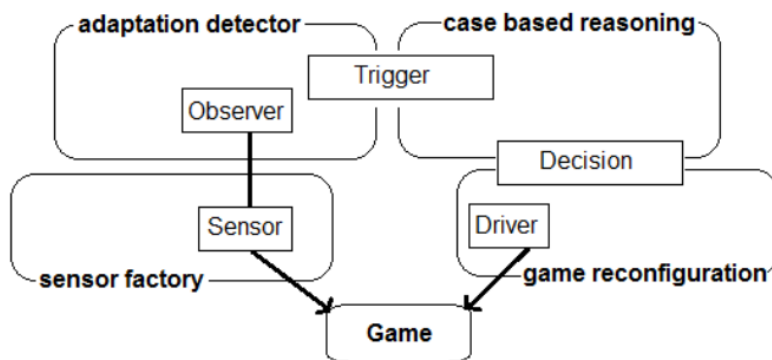 adaptation detector
case based reasoning
Trigger
Observer
Decision
Sensor
Driver
sensor factory
game reconfiguration
Game